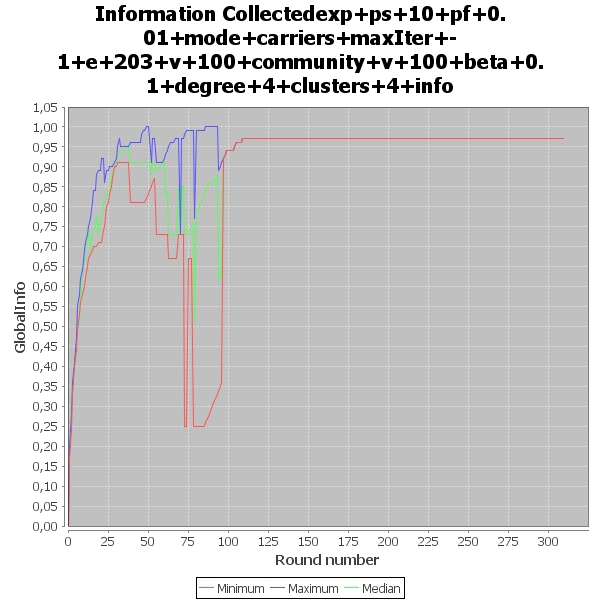 Information Collectedexp+ps+10+pf+0.
01+mode+carriers+maxIter+-
1+e+203+v+100+community+v+100+beta+0.
1+degree+4+clusters+4+info
1,05
1,00
0,95
0,90
0,85
0,80
0,75
0,70
0,65
0,60
0,55
0,50
0,45
0,40
0,35
0,30
0,25
0,20
0,15
0,10
0,05
0,00
GlobalInfo
0 25 50 75 100 125 150 175 200 225 250 275 300
Round number
Minimum Maximum Median